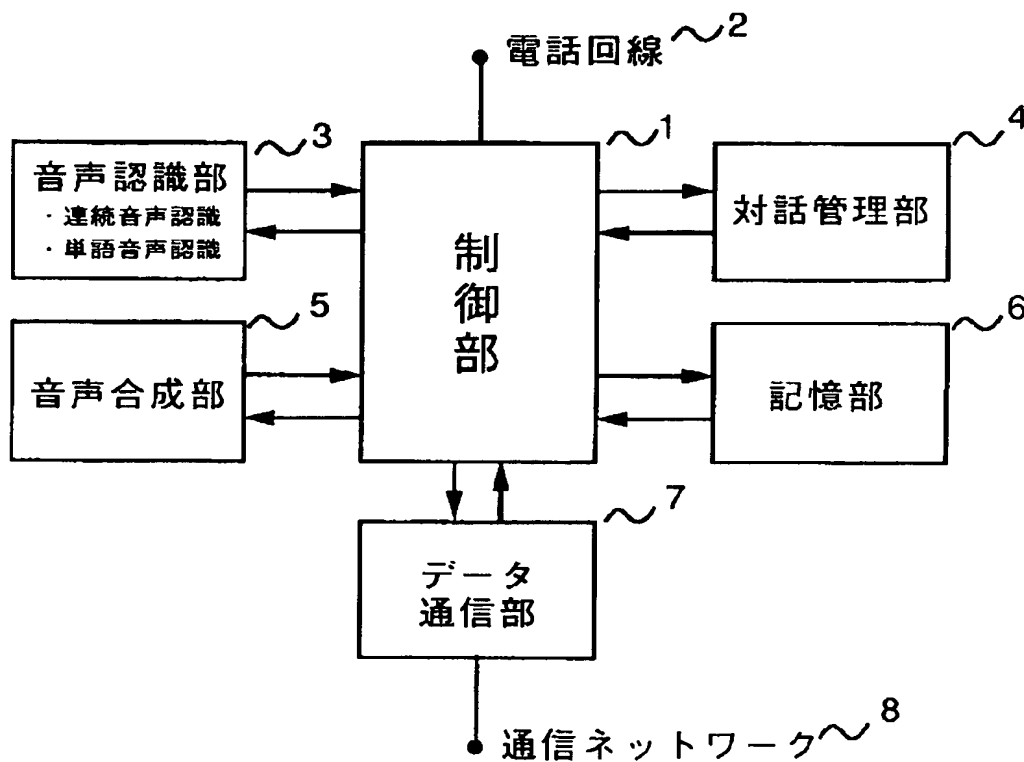 電話回線 2
3
音声認識部
・連続音声認識
・単語音声認識
1
制御部
4
対話管理部
5
音声合成部
6
記憶部
7
データ
通信部
通信ネットワーク 8